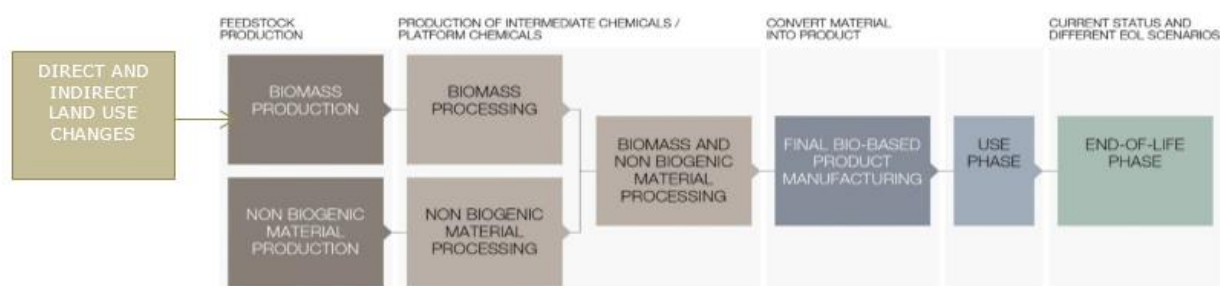 FEEDSTOCK
PRODUCTION
PRODUCTION OF INTERMEDIATE CHEMICALS /
PLATFORM CHEMICALS
CONVERT MATERIAL
INTO PRODUCT
CURRENT STATUS AND
DIFFERENT EOL SCENARIOS
DIRECT AND
INDIRECT
LAND USE
CHANGES
BIOMASS
PRODUCTION
BIOMASS
PROCESSING
NON BIOGENIC
MATERIAL
PRODUCTION
NON BIOGENIC
MATERIAL
PROCESSING
BIOMASS AND
NON BIOGENIC
MATERIAL
PROCESSING
FINAL BIO-BASED
PRODUCT
MANUFACTURING
USE
PHASE
END-OF-LIFE
PHASE